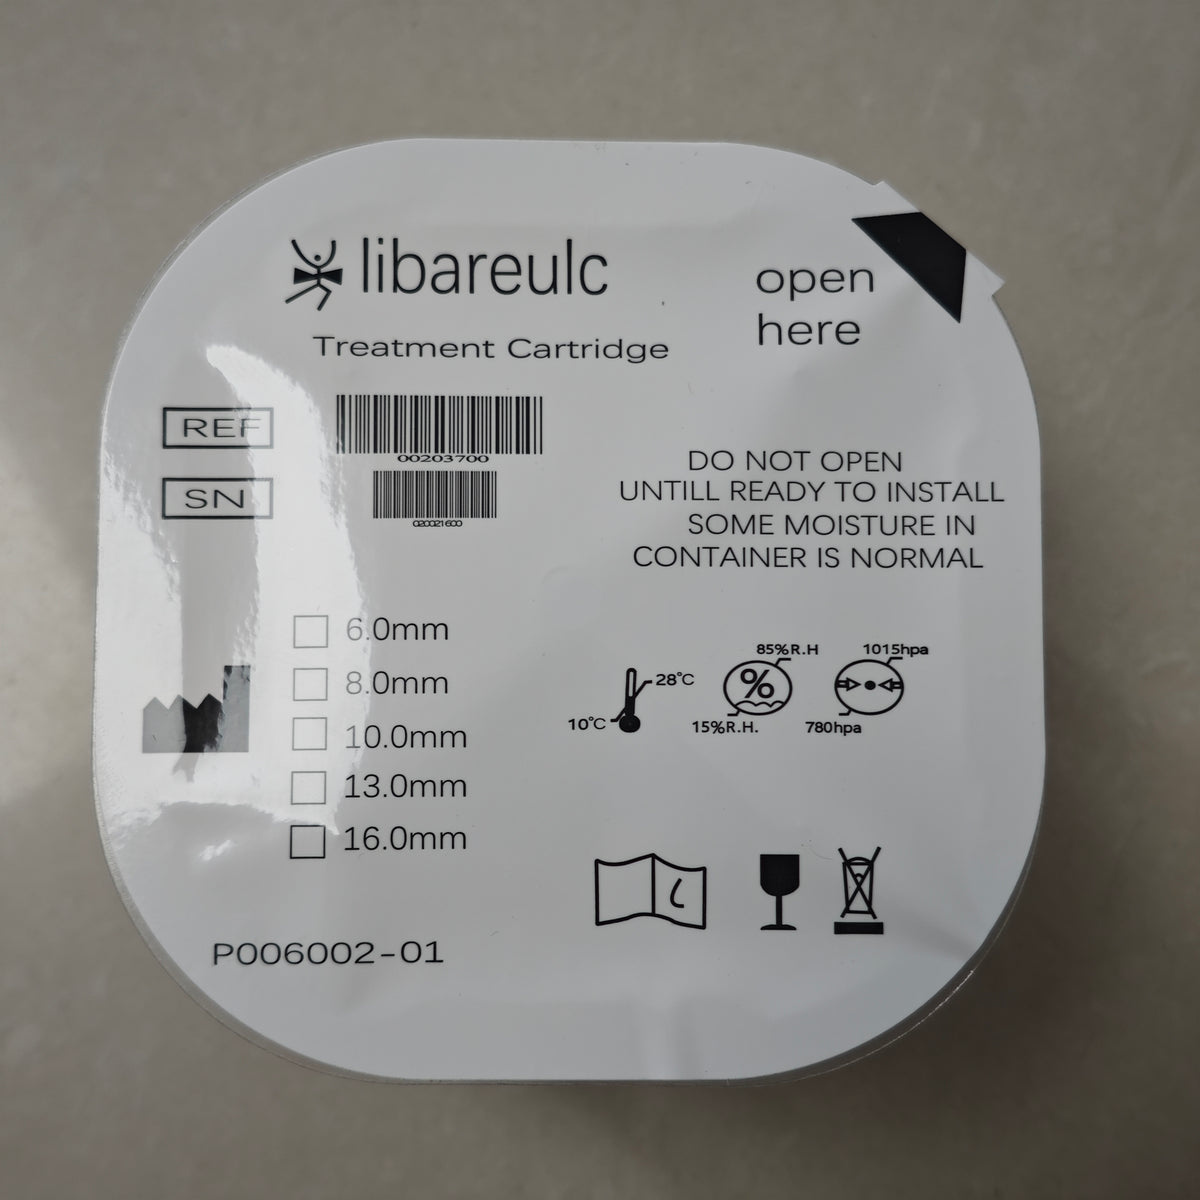 libareulc
Treatment Cartridge
open
here
REF
00203700
SN
020021600
DO NOT OPEN
UNTILL READY TO INSTALL
SOME MOISTURE IN
CONTAINER IS NORMAL
6.0mm
8.0mm
10.0mm
13.0mm
16.0mm
28°C
10°C
85%R.H
%
15%R.H.
1015hpa
780hpa
P006002-01